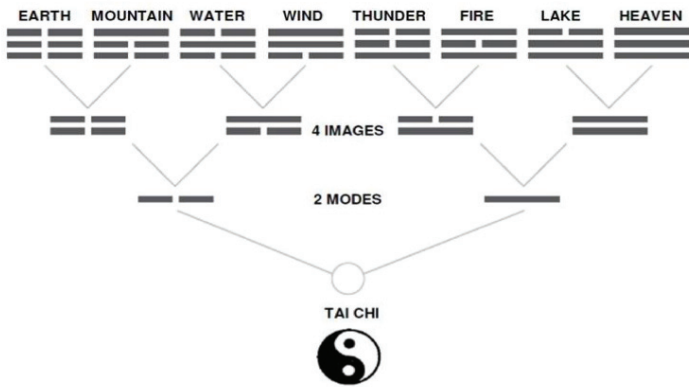 EARTH MOUNTAIN WATER WIND THUNDER FIRE LAKE HEAVEN
4 IMAGES
2 MODES
TAI CHI